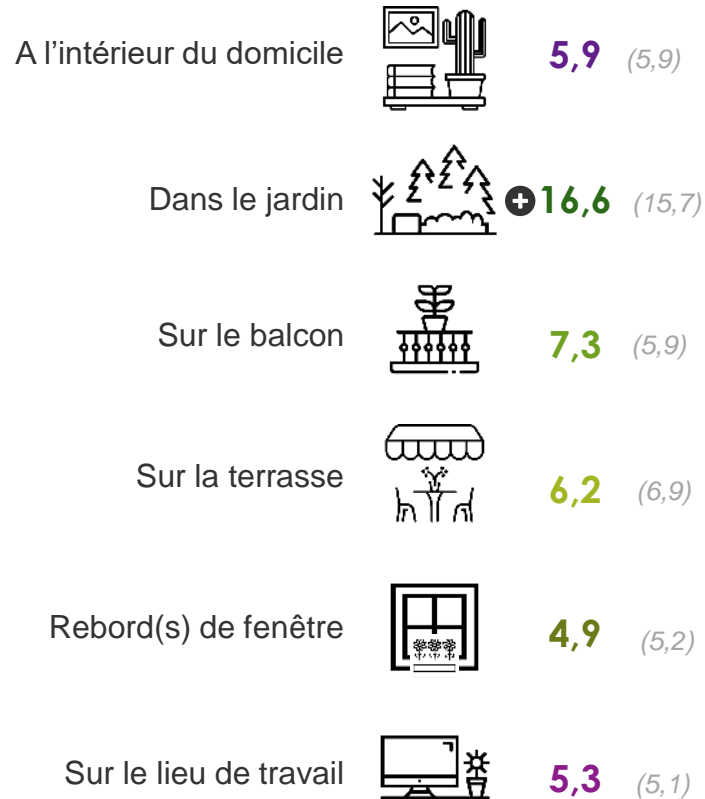 A l’intérieur du domicile 5,9 (5,9)
Dans le jardin +16,6 (15,7)
Sur le balcon 7,3 (5,9)
Sur la terrasse 6,2 (6,9)
Rebord(s) de fenêtre 4,9 (5,2)
Sur le lieu de travail 5,3 (5,1)